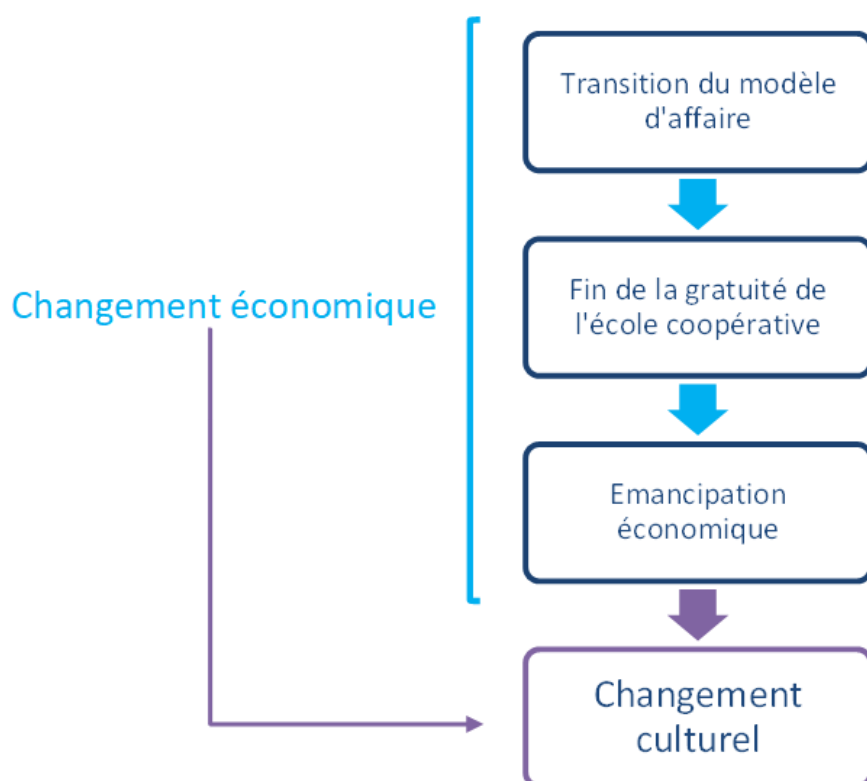 Transition du modèle
d'affaire
Fin de la gratuité de
l'école coopérative
Changement économique
Emancipation
économique
Changement
culturel